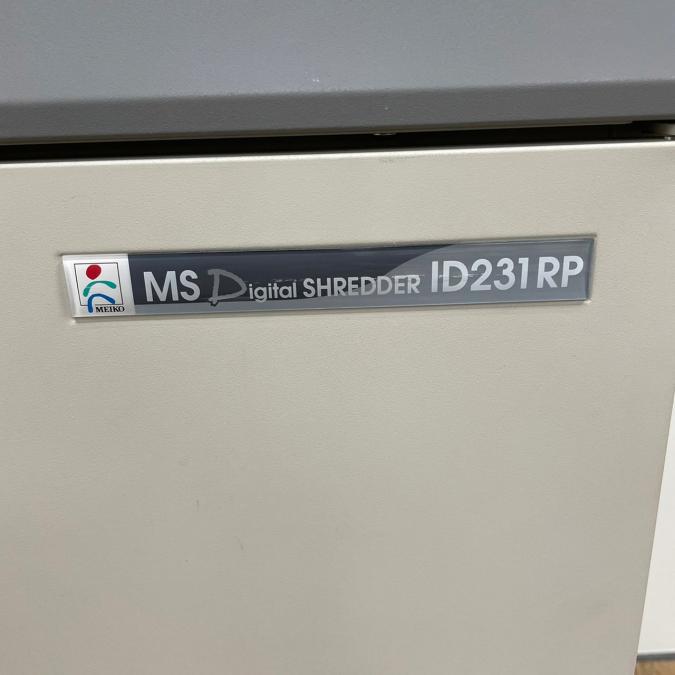 MEIKO
MS Digital SHREDDER ID231RP